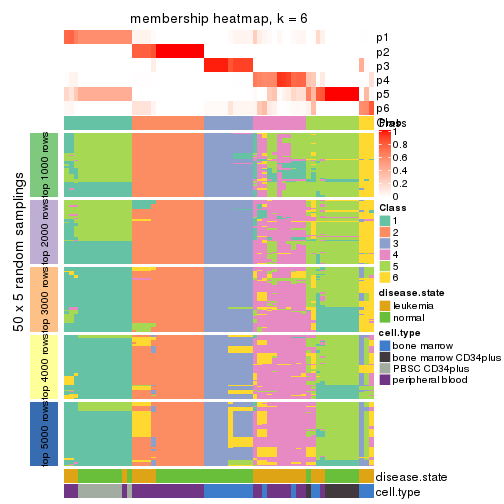 membership heatmap, k = 6
p1
p2
p3
p4
p5
p6
Class
Prob
1
0.8
0.6
0.4
0.2
0
Class
1
2
3
4
5
6
disease.state
leukemia
normal
cell.type
bone marrow
bone marrow CD34plus
PBSC CD34plus
peripheral blood
50 x 5 random samplings
top 1000 rows
top 2000 rows
top 3000 rows
top 4000 rows
top 5000 rows
disease.state
cell.type